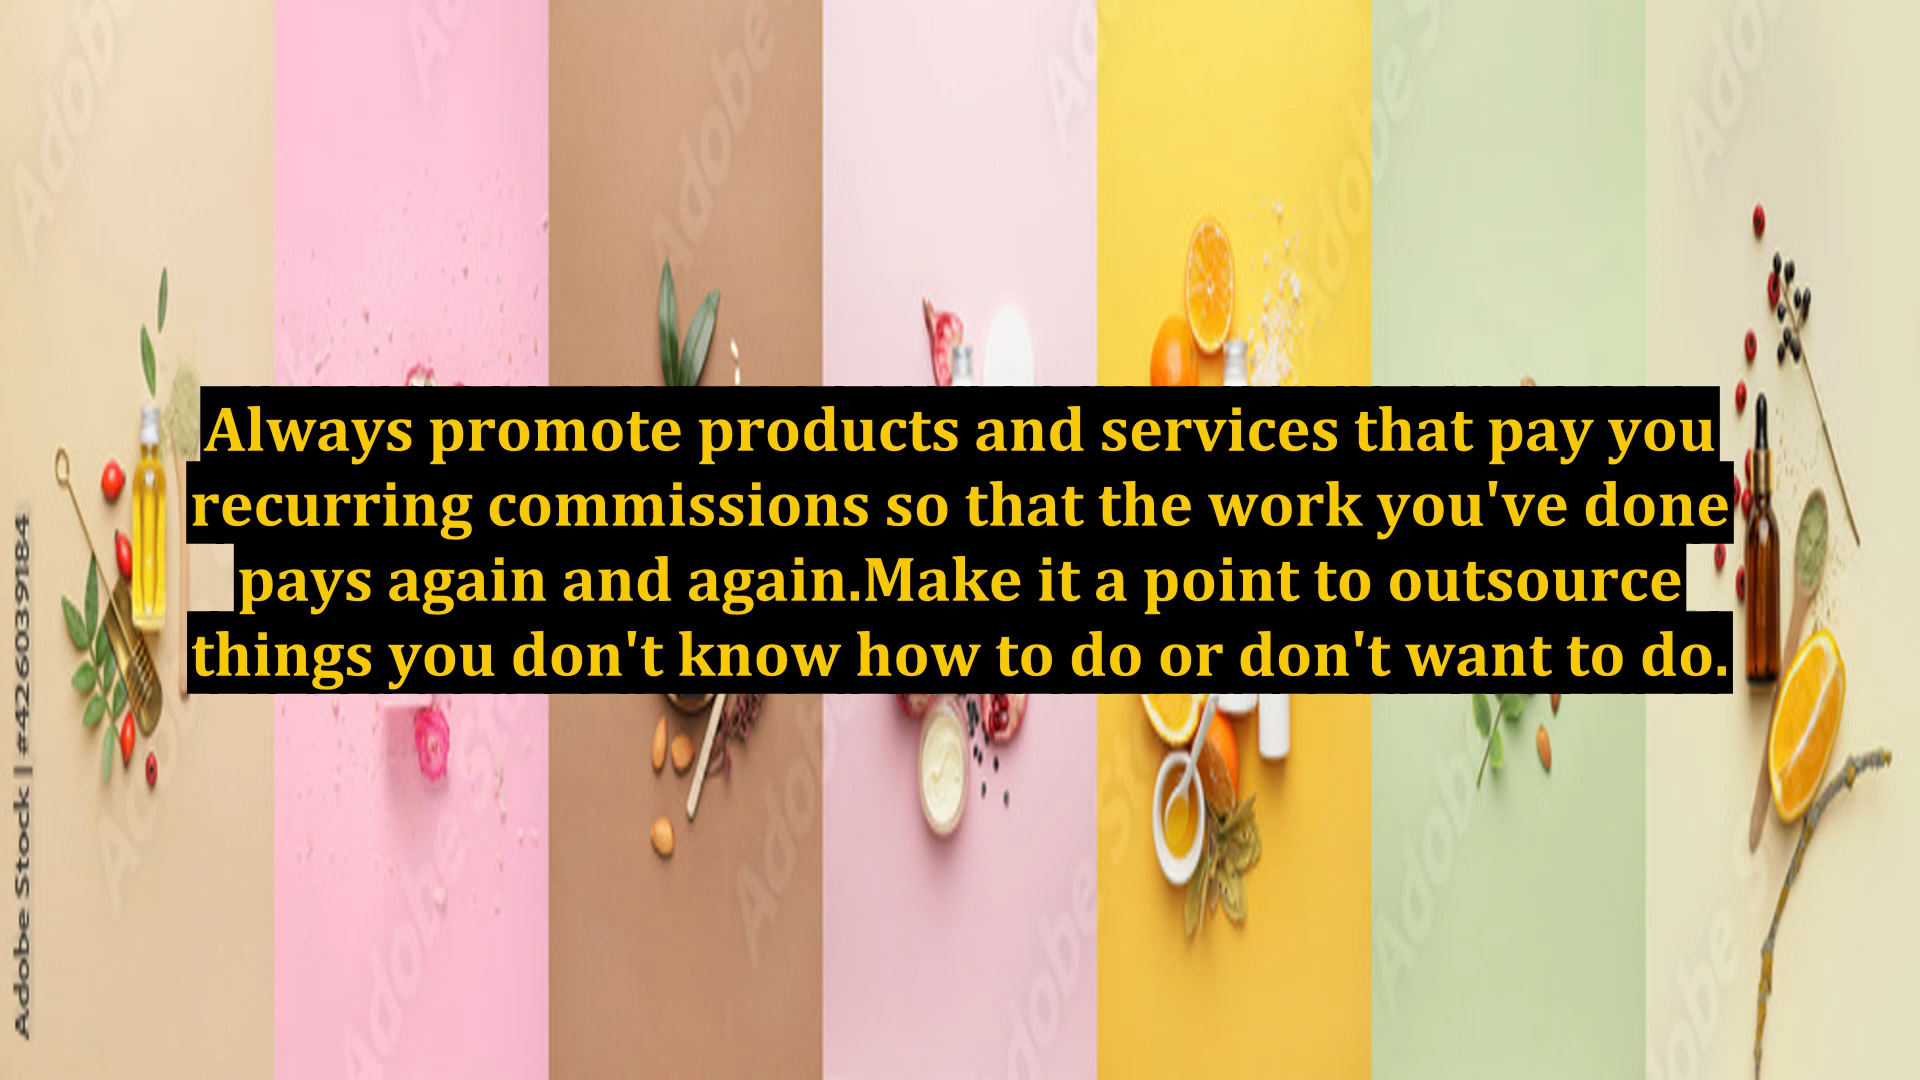 Always promote products and services that pay you
recurring commissions so that the work you've done
pays again and again.Make it a point to outsource
things you don't know how to do or don't want to do.
Adobe Stock | #426039184